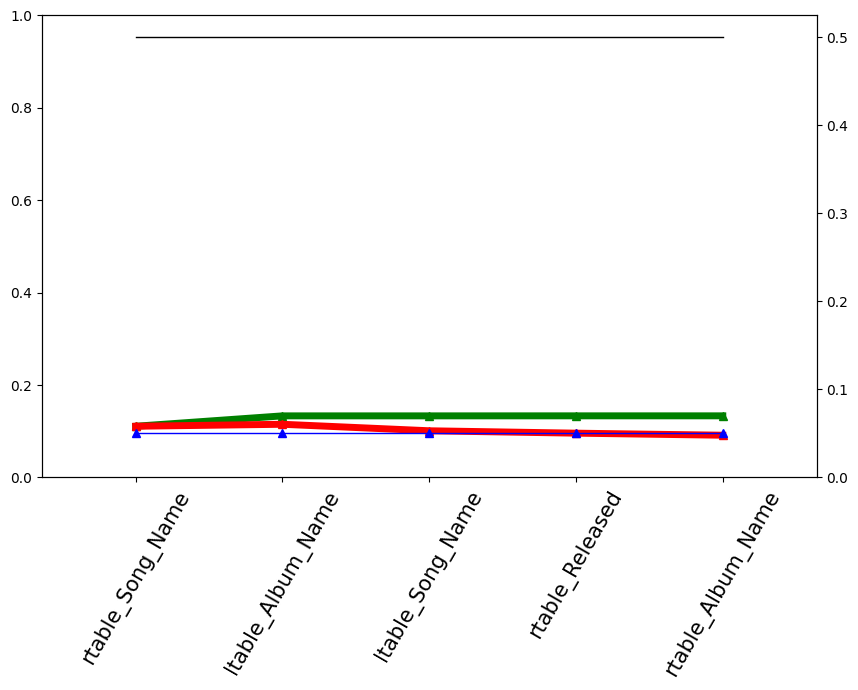 1.0
0.8
0.6
0.4
0.2
0.0
0.5
0.4
0.3
0.2
0.1
0.0
rtable_Song_Name
ltable_Album_Name
ltable_Song_Name
rtable_Released
rtable_Album_Name